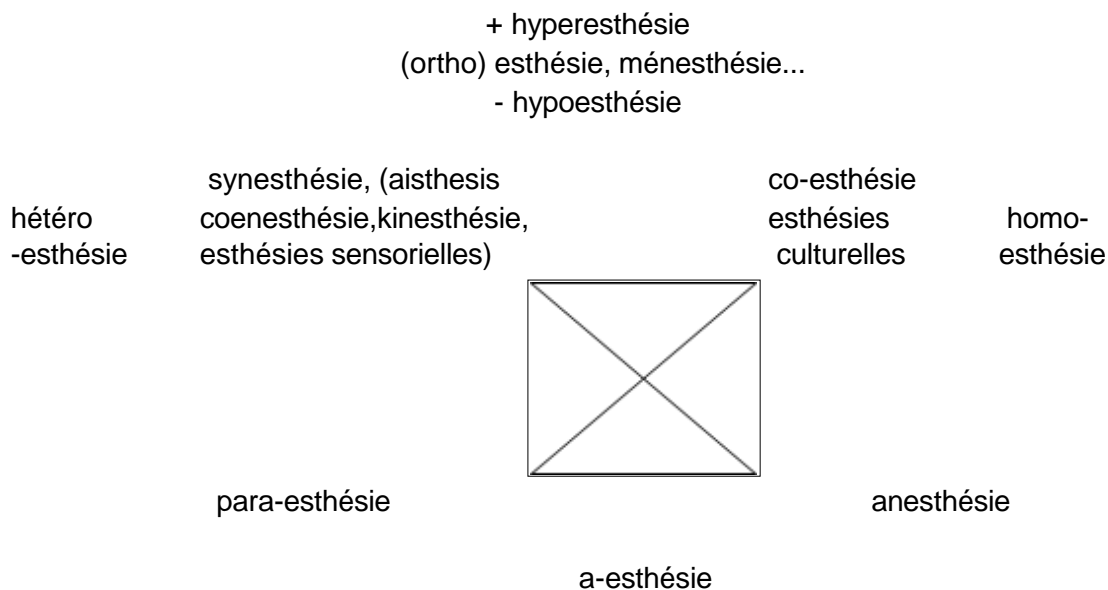 + hyperesthésie
(ortho) esthésie, ménesthésie...
- hypoesthésie
synesthésie, (aisthesis co-esthésie
hétéro coenesthésie,kinesthésie, esthésies homo-
-esthésie esthésies sensorielles) culturelles esthésie
para-esthésie anesthésie
a-esthésie